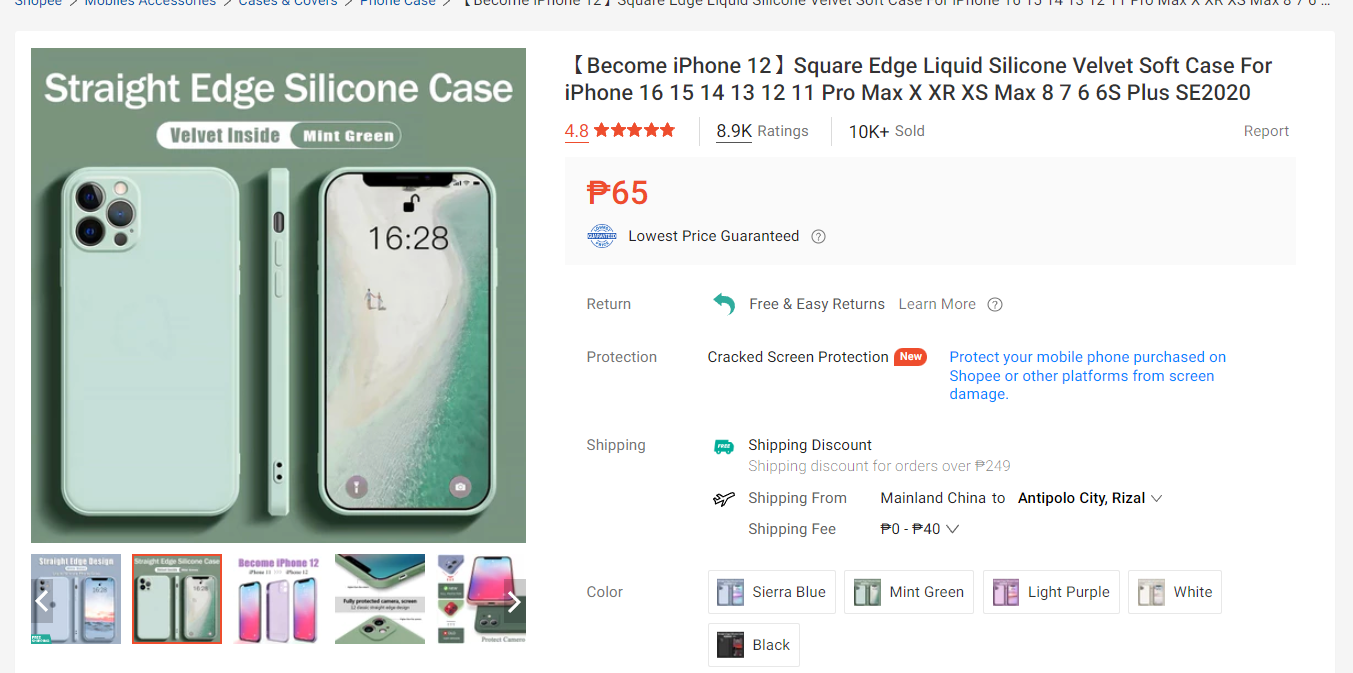 Shopee > Mobiles Accessories > Cases & Covers > Phone Case > 【Become iPhone 12】Square Edge Liquid Silicone Velvet Soft Case For iPhone 16 15 14 13 12 11 Pro Max X XR XS Max 8 7 6 ...
Straight Edge Silicone Case
Velvet Inside Mint Green
16:28
Straight Edge Design
Straight Edge Silicone Case
Become iPhone 12
Fully protected camera, screen
Protect Camera
【Become iPhone 12】Square Edge Liquid Silicone Velvet Soft Case For
iPhone 16 15 14 13 12 11 Pro Max X XR XS Max 8 7 6 6S Plus SE2020
4.8
8.9K Ratings
10K+ Sold
Report
₱65
Lowest Price Guaranteed ?
Return
Free & Easy Returns Learn More ?
Protection
Cracked Screen Protection New
Protect your mobile phone purchased on
Shopee or other platforms from screen
damage.
Shipping
FREE Shipping Discount
Shipping discount for orders over ₱249
Shipping From Mainland China to Antipolo City, Rizal
Shipping Fee ₱0 - ₱40
Color
Sierra Blue Mint Green Light Purple White
Black